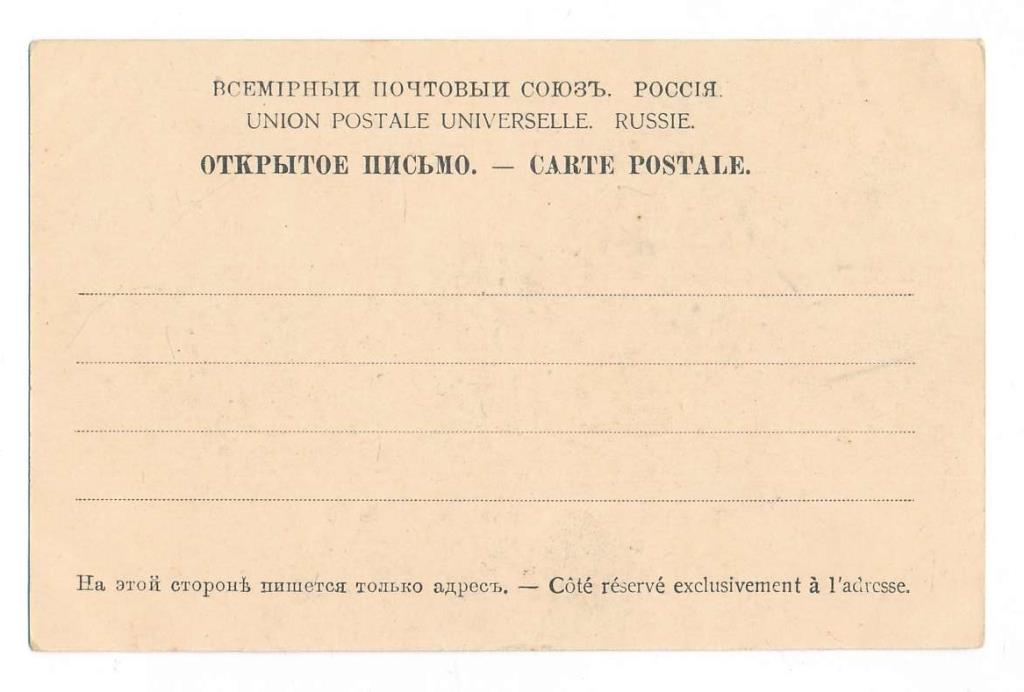 ВСЕМІРНЫЙ ПОЧТОВЫЙ СОЮЗЪ. РОССІЯ.
UNION POSTALE UNIVERSELLE. RUSSIE.
ОТКРЫТОЕ ПИСЬМО. — CARTE POSTALE.
На этой сторонѣ пишется только адресъ. — Côté réservé exclusivement à l'adresse.